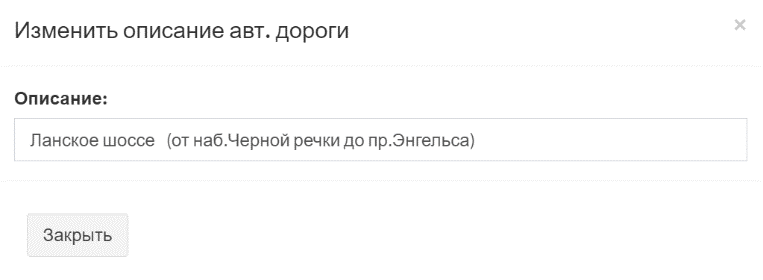 Изменить описание авт. дороги
×
Описание:
Ланское шоссе   (от наб.Черной речки до пр.Энгельса)
Закрыть